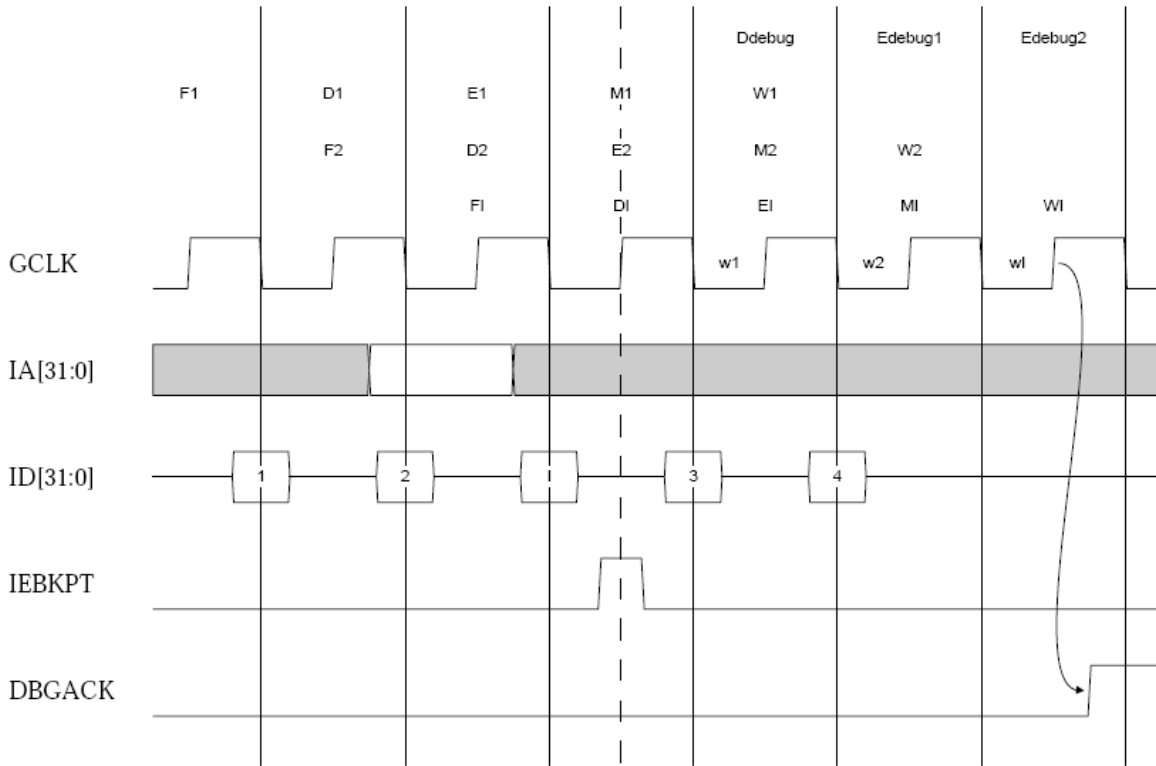 Ddebug Edebug1 Edebug2
F1 D1 E1 M1 W1
F2 D2 E2 M2 W2
FI DI EI MI WI
GCLK w1 w2 wI
IA[31:0]
ID[31:0] 1 2 I 3 4
IEBKPT
DBGACK